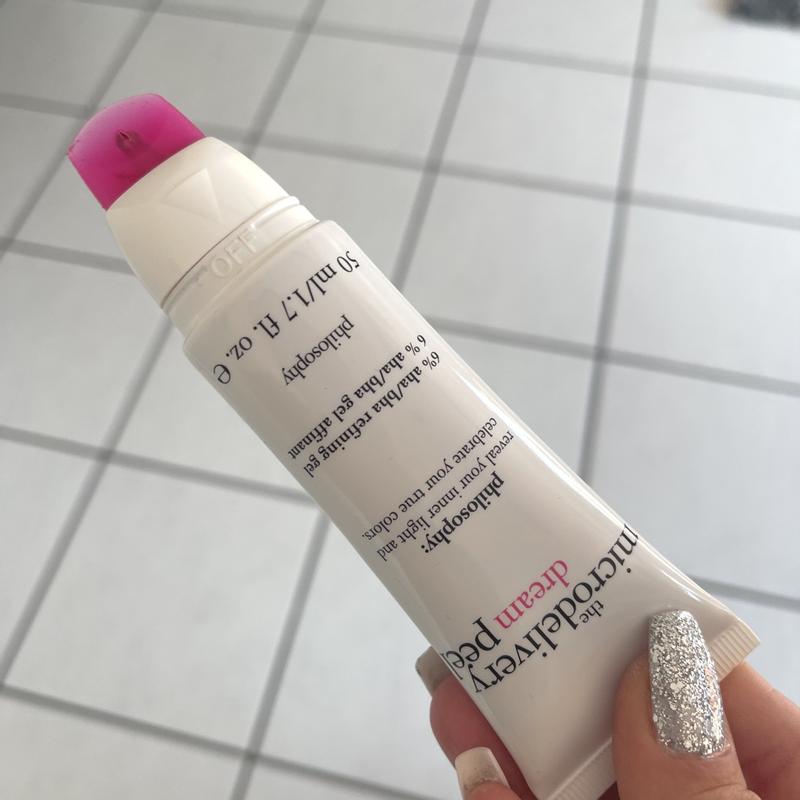 the
microdelivery
dream peel
philosophy:
reveal your inner light and
celebrate your true colors.
6% aha/bha refining gel
6 % aha/bha gel affinant
philosophy
50 ml/1.7 fl. oz. ℮
OFF